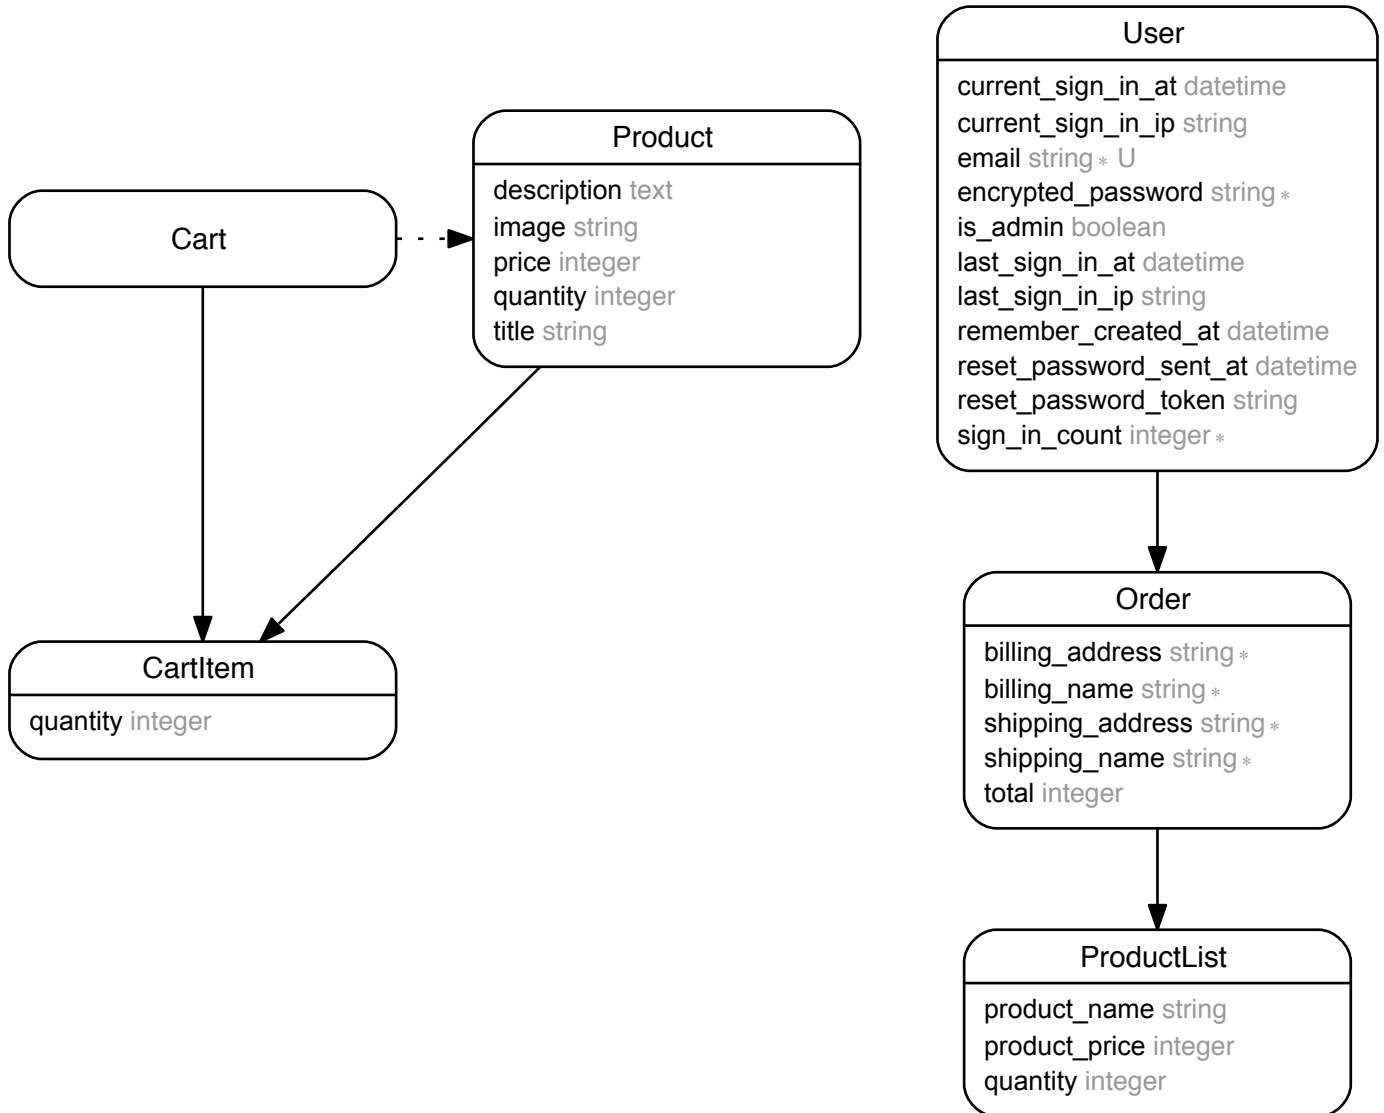 Cart
Product
description text
image string
price integer
quantity integer
title string
CartItem
quantity integer
User
current_sign_in_at datetime
current_sign_in_ip string
email string * U
encrypted_password string *
is_admin boolean
last_sign_in_at datetime
last_sign_in_ip string
remember_created_at datetime
reset_password_sent_at datetime
reset_password_token string
sign_in_count integer *
Order
billing_address string *
billing_name string *
shipping_address string *
shipping_name string *
total integer
ProductList
product_name string
product_price integer
quantity integer